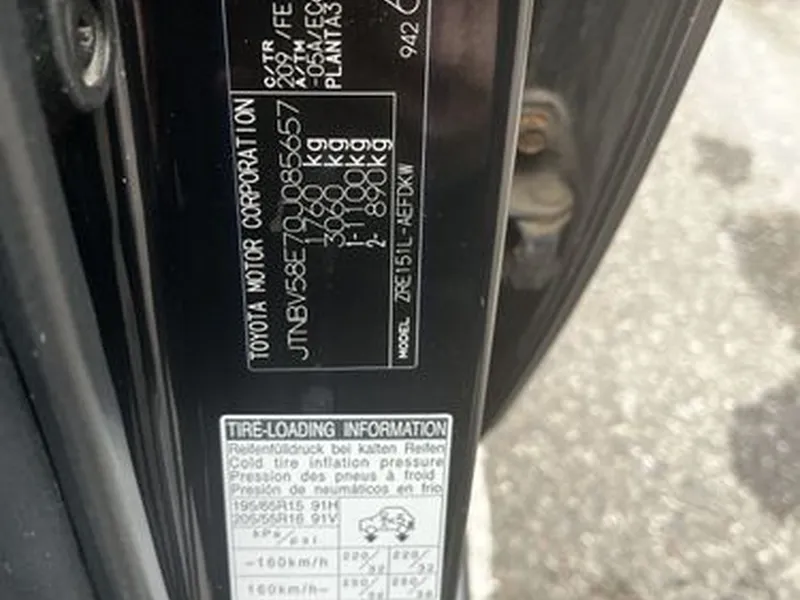 TOYOTA MOTOR CORPORATION
JTNBV58E70J085657
1760 kg
3060 kg
1-1100kg
2- 890kg
MODEL ZRE151L-AEFDKW
C/TR
209 /FE
A/TM
-05A/EC
PLANTA3
942
TIRE-LOADING INFORMATION
Reifenfülldruck bei kalten Reifen
Cold tire inflation pressure
Pression des pneus à froid
Presión de neumáticos en frio
195/65R15 91H
205/55R16 91V
kPa/psi
-160km/h 220/32 220/32
160km/h-